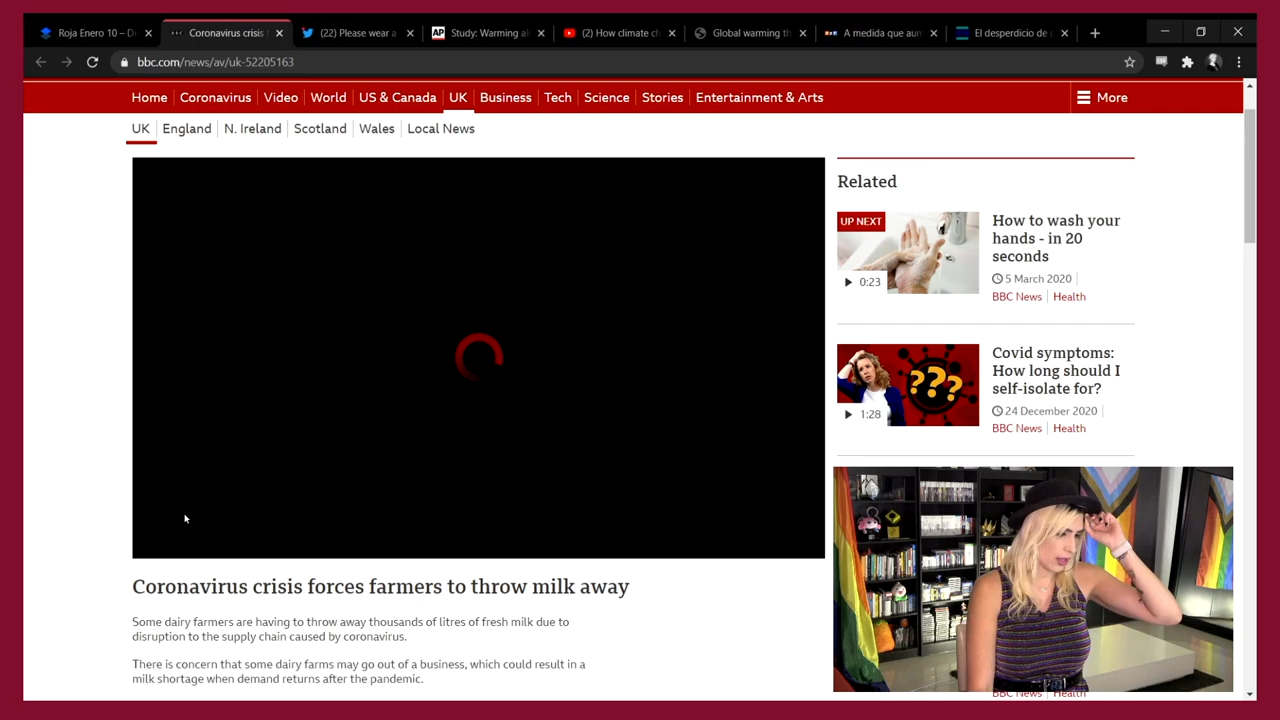 Roja Enero 10 – D
Coronavirus crisis f
(22) Please wear a
AP Study: Warming al
(2) How climate ch
Global warming th
A medida que aum
El desperdicio de
bbc.com/news/av/uk-52205163
Home Coronavirus Video World US & Canada UK Business Tech Science Stories Entertainment & Arts More
UK England N. Ireland Scotland Wales Local News
Related
UP NEXT
0:23
How to wash your
hands - in 20
seconds
5 March 2020
BBC News Health
???
1:28
Covid symptoms:
How long should I
self-isolate for?
24 December 2020
BBC News Health
Coronavirus crisis forces farmers to throw milk away
Some dairy farmers are having to throw away thousands of litres of fresh milk due to
disruption to the supply chain caused by coronavirus.
There is concern that some dairy farms may go out of a business, which could result in a
milk shortage when demand returns after the pandemic.
BBC News Health